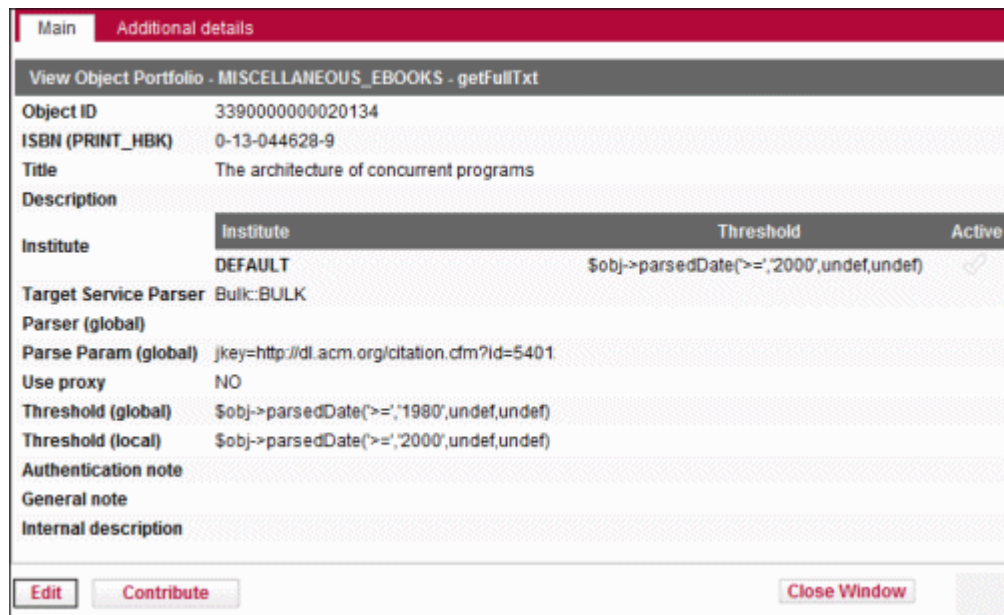 Main Additional details
View Object Portfolio - MISCELLANEOUS_EBOOKS - getFullTxt
Object ID 3390000000020134
ISBN (PRINT_HBK) 0-13-044628-9
Title The architecture of concurrent programs
Description
Institute Institute Threshold Active
DEFAULT $obj->parsedDate('>=','2000',undef,undef)
Target Service Parser Bulk::BULK
Parser (global)
Parse Param (global) jkey=http://dl.acm.org/citation.cfm?id=5401
Use proxy NO
Threshold (global) $obj->parsedDate('>=','1980',undef,undef)
Threshold (local) $obj->parsedDate('>=','2000',undef,undef)
Authentication note
General note
Internal description
Edit Contribute Close Window